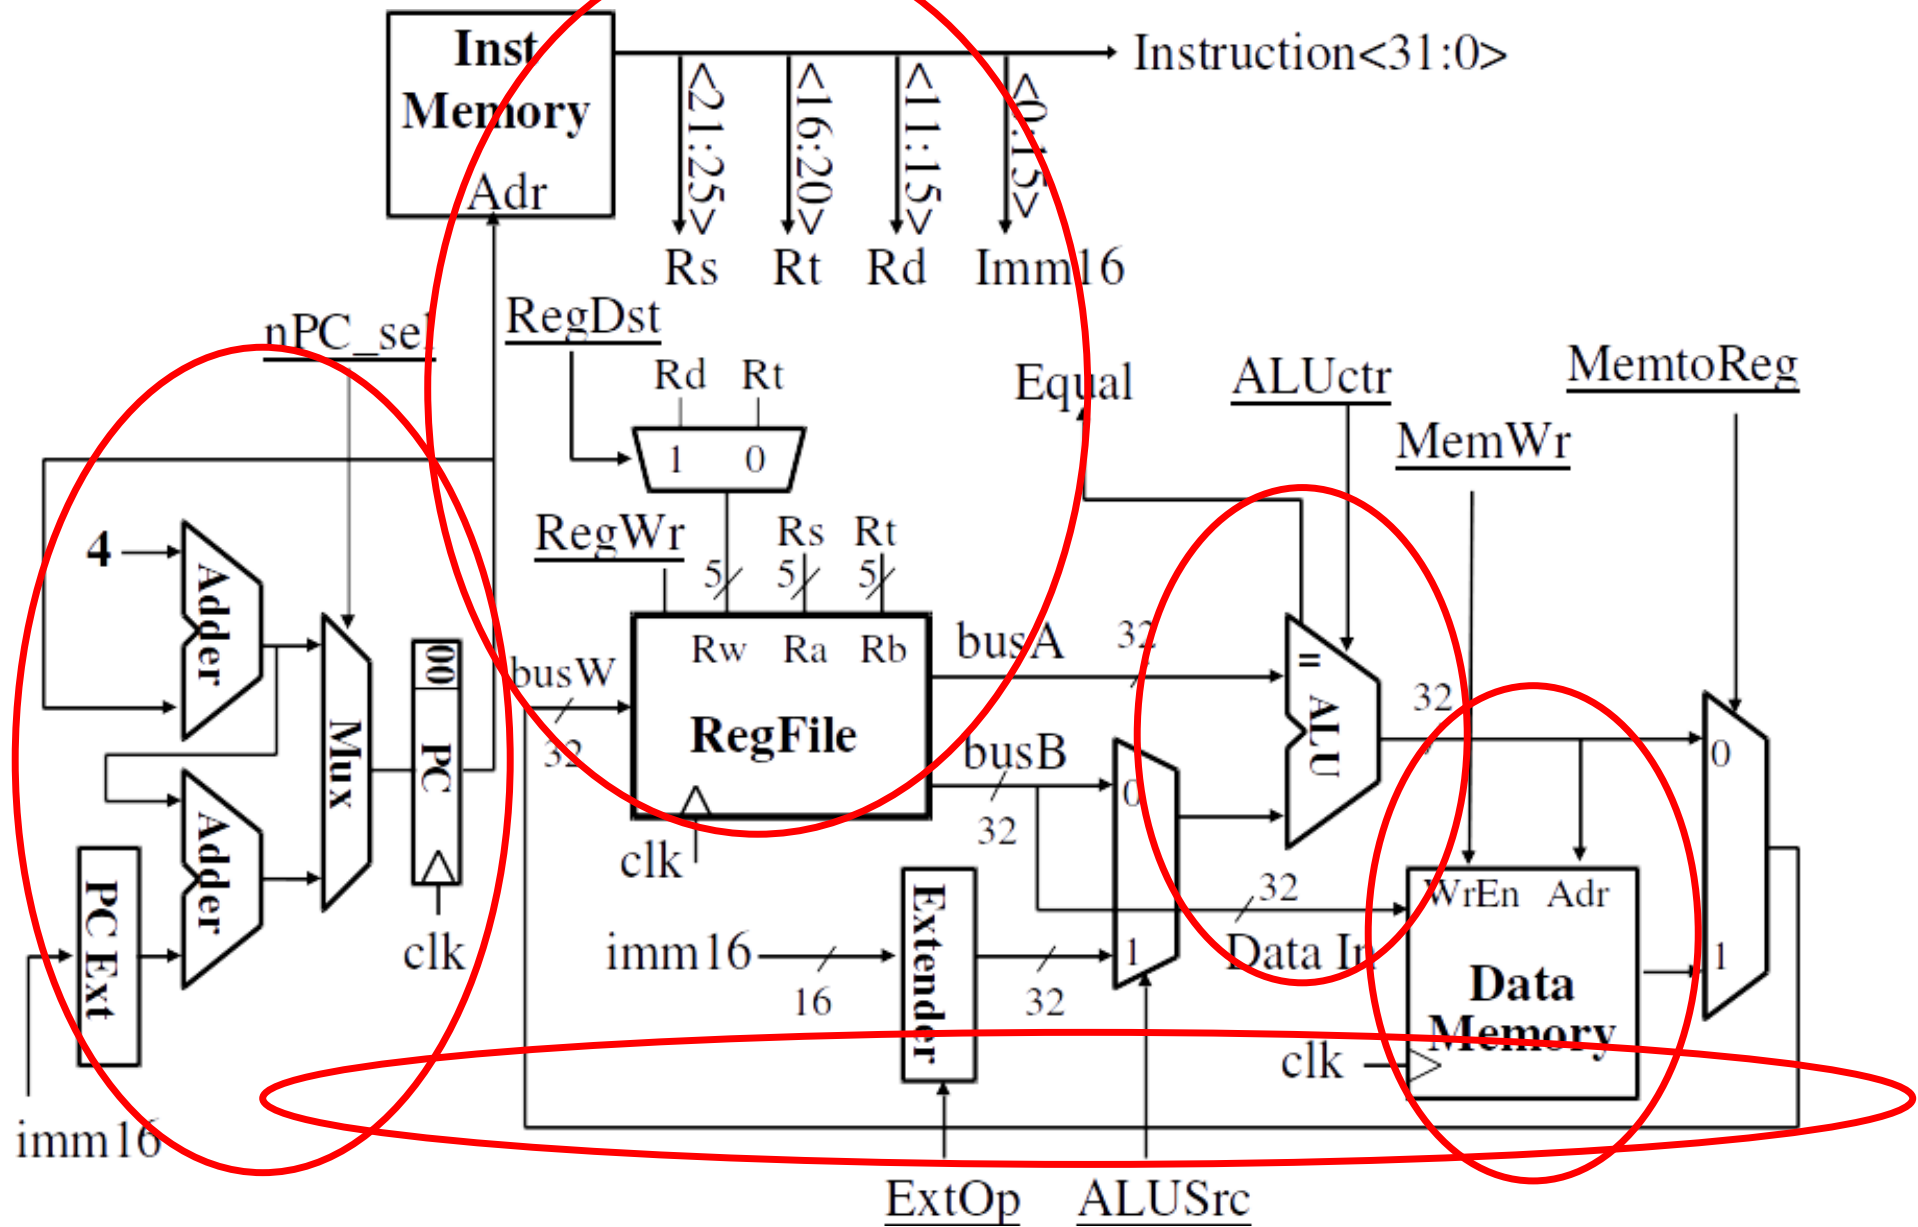 Inst
Memory
Adr
Instruction<31:0>
<21:25>
<16:20>
<11:15>
<0:15>
Rs
Rt
Rd
Imm16
nPC_sel
RegDst
Rd
Rt
1
0
Equal
ALUctr
MemtoReg
MemWr
RegWr
Rs
Rt
5
5
5
4
Adder
Mux
00
PC
Adder
PC Ext
imm16
clk
busW
32
Rw
Ra
Rb
RegFile
clk
busA
32
busB
32
0
1
=
ALU
32
0
1
imm16
16
Extender
32
32
Data In
WrEn
Adr
Data
Memory
clk
ExtOp
ALUSrc